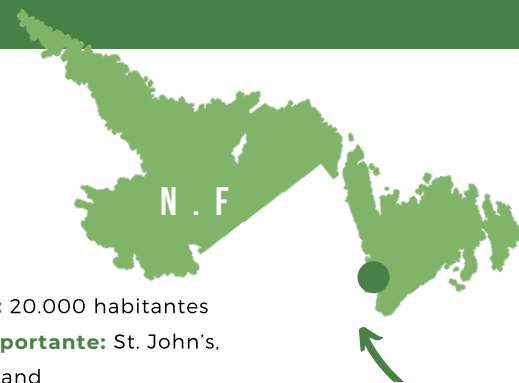 N.F
: 20.000 habitantes
portante: St. John's,
and